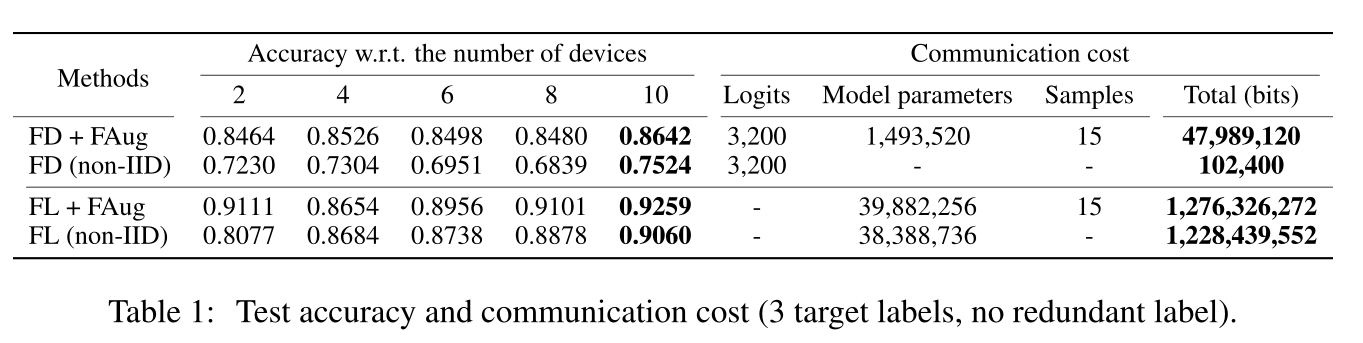 Methods Accuracy w.r.t. the number of devices Communication cost
2 4 6 8 10 Logits Model parameters Samples Total (bits)
FD + FAug 0.8464 0.8526 0.8498 0.8480 0.8642 3,200 1,493,520 15 47,989,120
FD (non-IID) 0.7230 0.7304 0.6951 0.6839 0.7524 3,200 - - 102,400
FL + FAug 0.9111 0.8654 0.8956 0.9101 0.9259 - 39,882,256 15 1,276,326,272
FL (non-IID) 0.8077 0.8684 0.8738 0.8878 0.9060 - 38,388,736 - 1,228,439,552
Table 1: Test accuracy and communication cost (3 target labels, no redundant label).